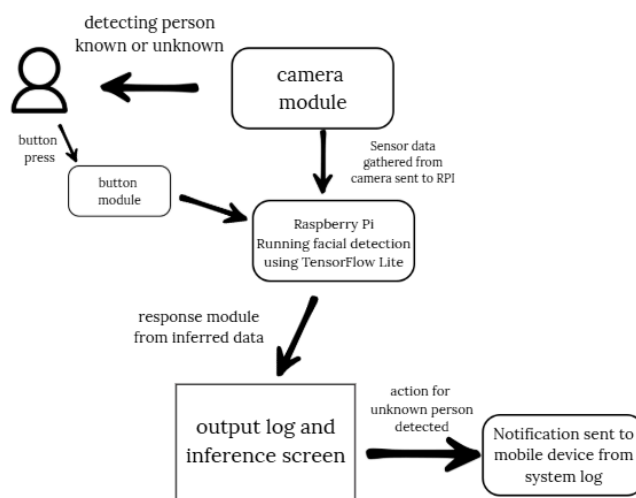 detecting person
known or unknown
camera
module
button
press
Sensor data
gathered from
camera sent to RPI
button
module
Raspberry Pi
Running facial detection
using TensorFlow Lite
response module
from inferred data
output log and
inference screen
action for
unknown person
detected
Notification sent to
mobile device from
system log